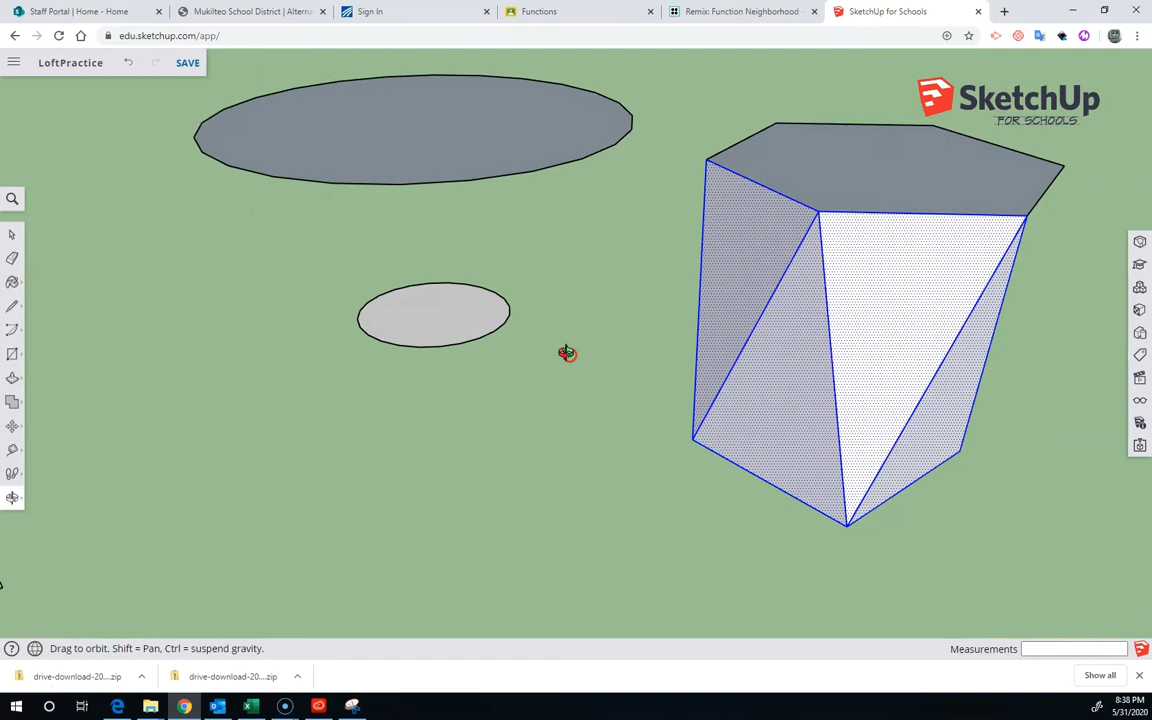 Staff Portal | Home - Home
Mukilteo School District | Alterna
Sign In
Functions
Remix: Function Neighborhood -
SketchUp for Schools
edu.sketchup.com/app/
LoftPractice
SAVE
SketchUp
FOR SCHOOLS
Drag to orbit. Shift = Pan, Ctrl = suspend gravity.
Measurements
drive-download-20....zip
drive-download-20....zip
Show all
8:38 PM
5/31/2020